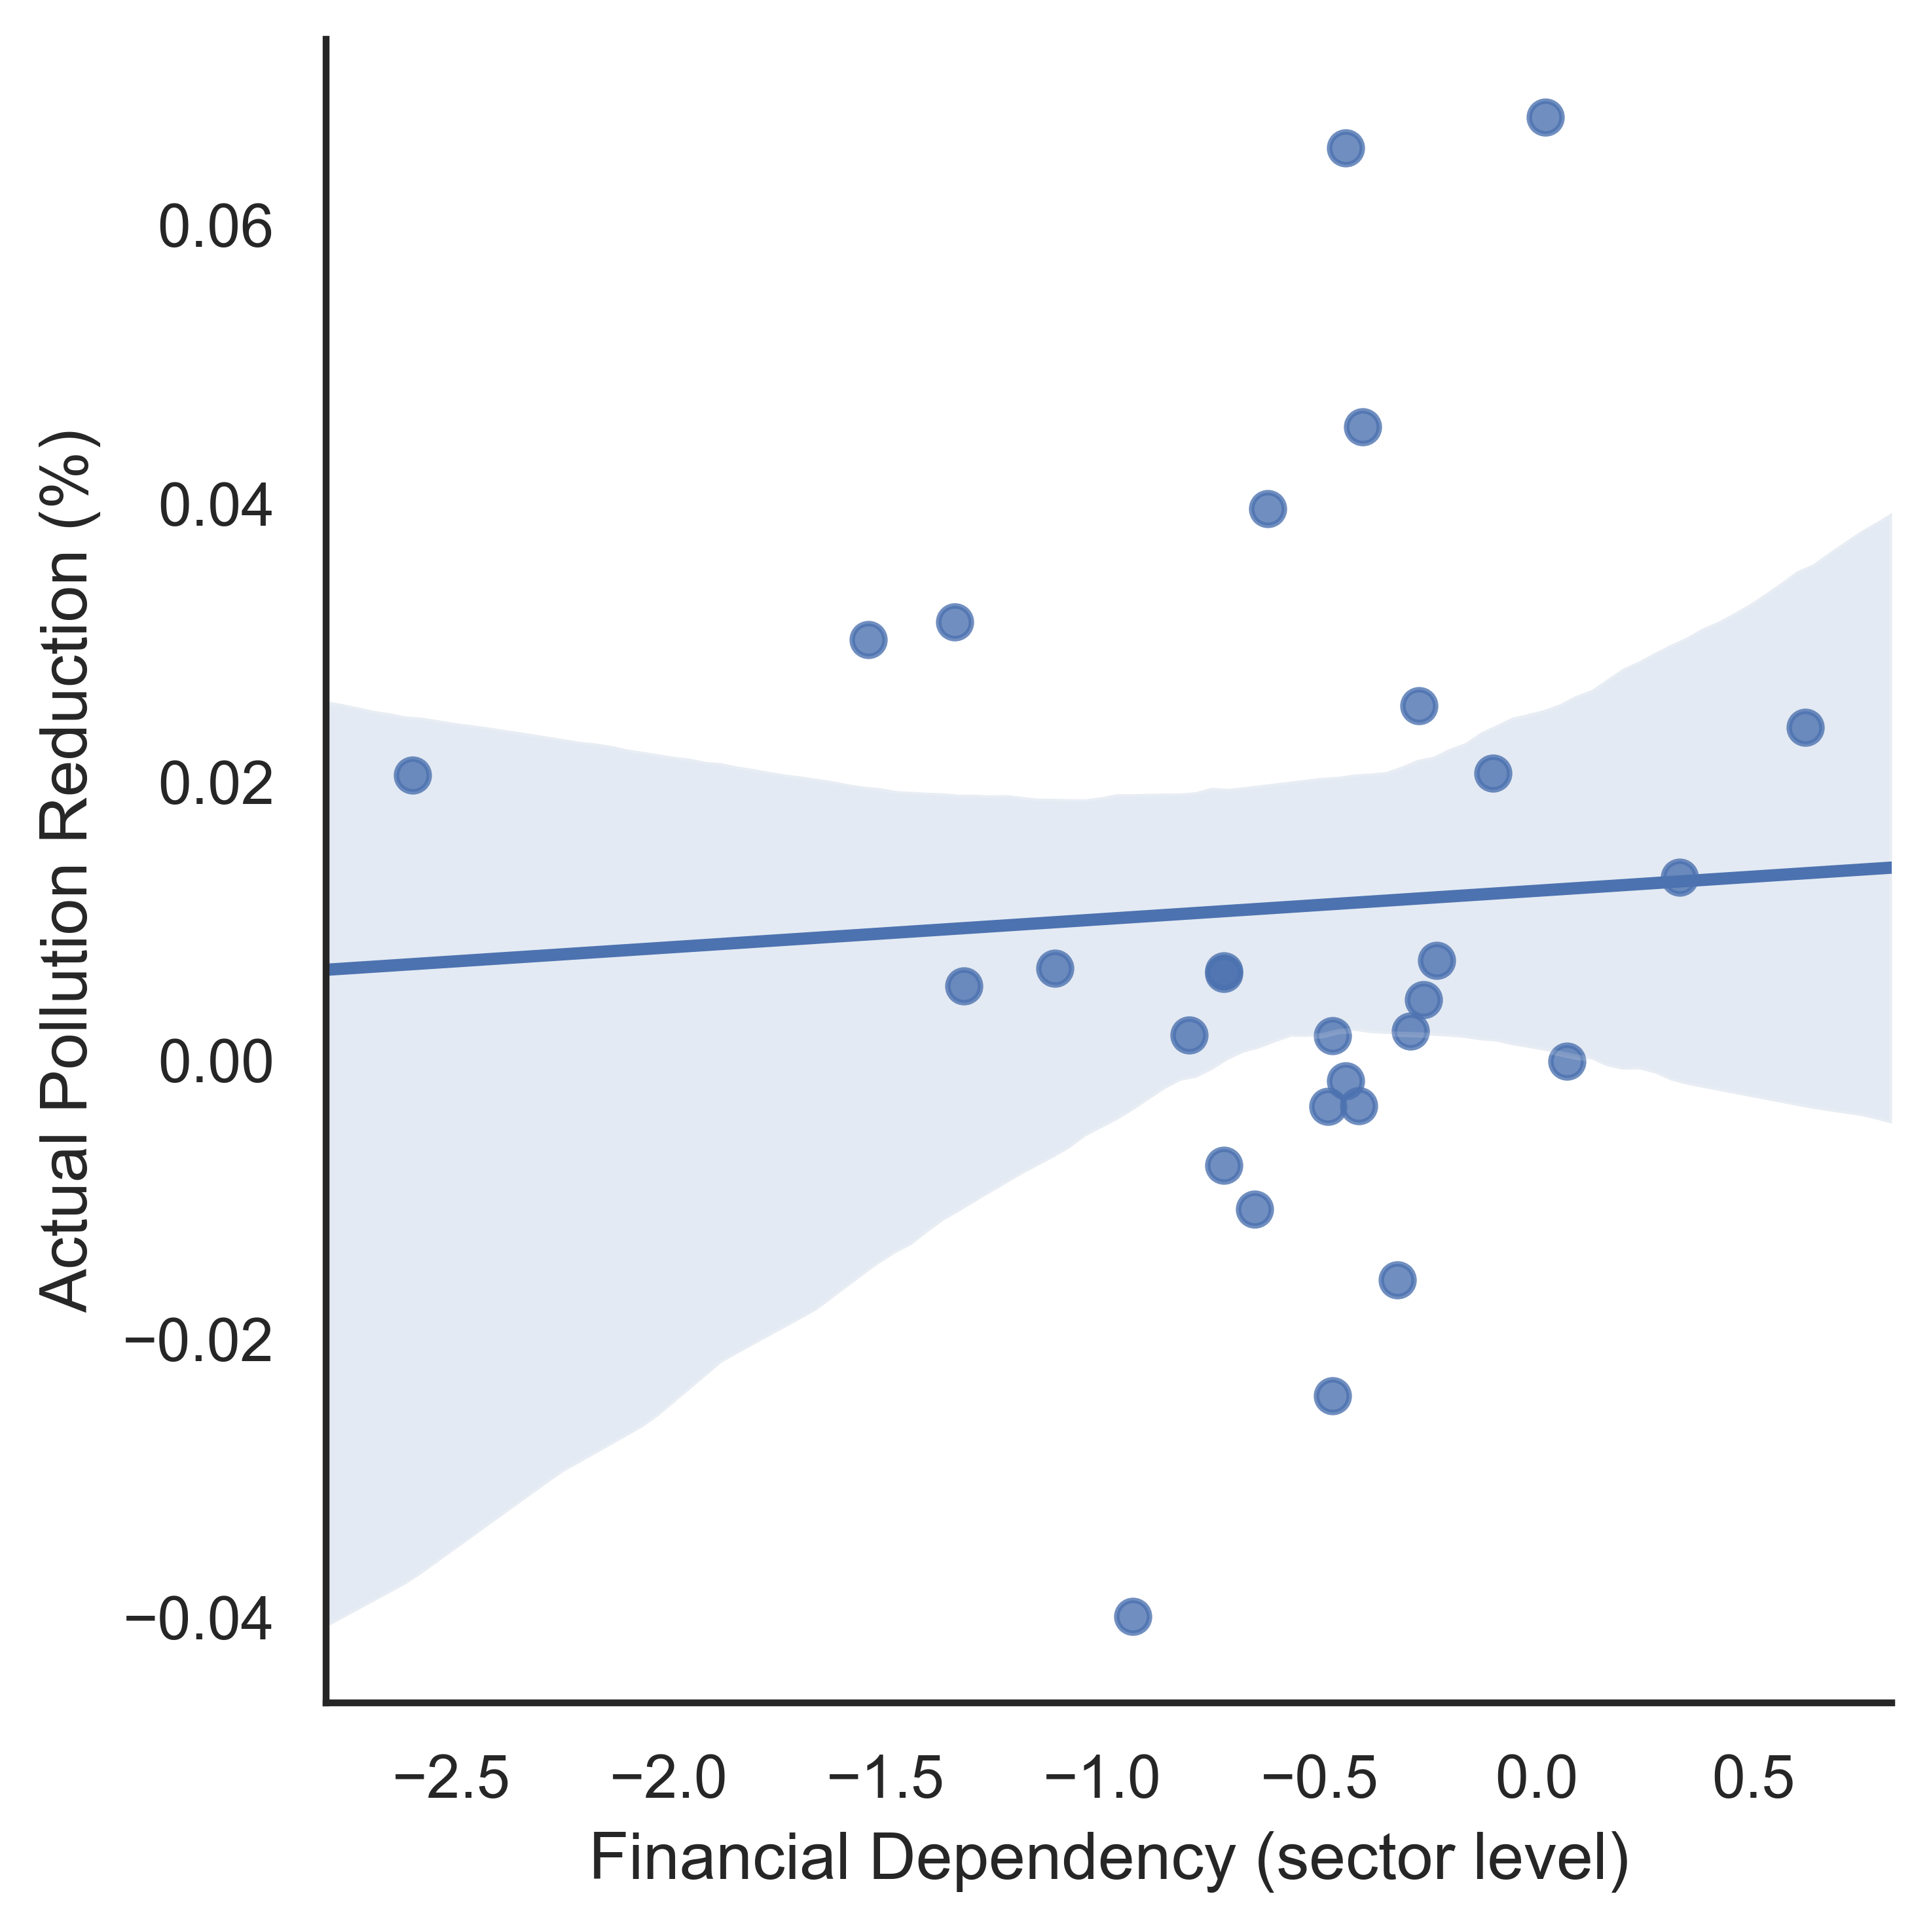 Actual Pollution Reduction (%)
0.06
0.04
0.02
0.00
−0.02
−0.04
−2.5 −2.0 −1.5 −1.0 −0.5 0.0 0.5
Financial Dependency (sector level)